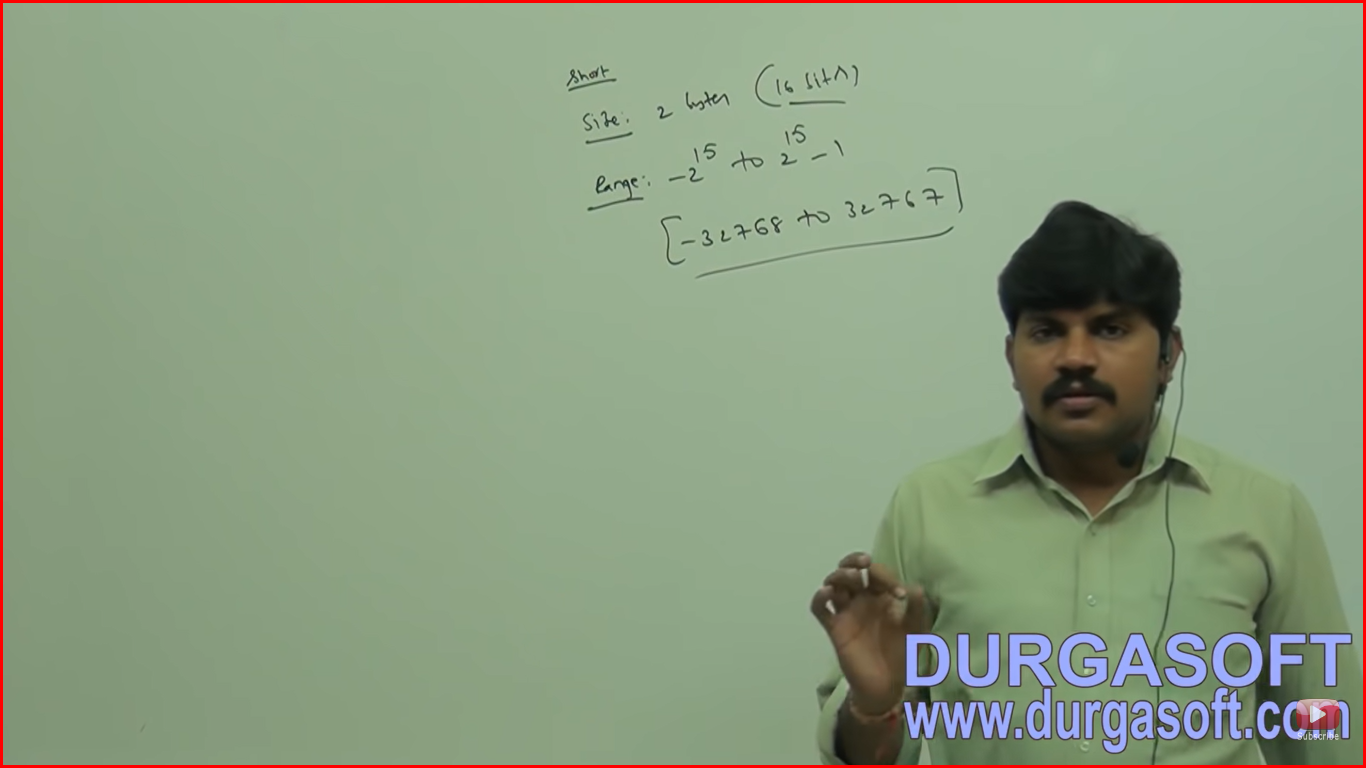 Short
Size: 2 bytes (16 bits)
Range: -2^15 to 2^15 - 1
[-32768 to 32767]
DURGASOFT
www.durgasoft.com
Subscribe